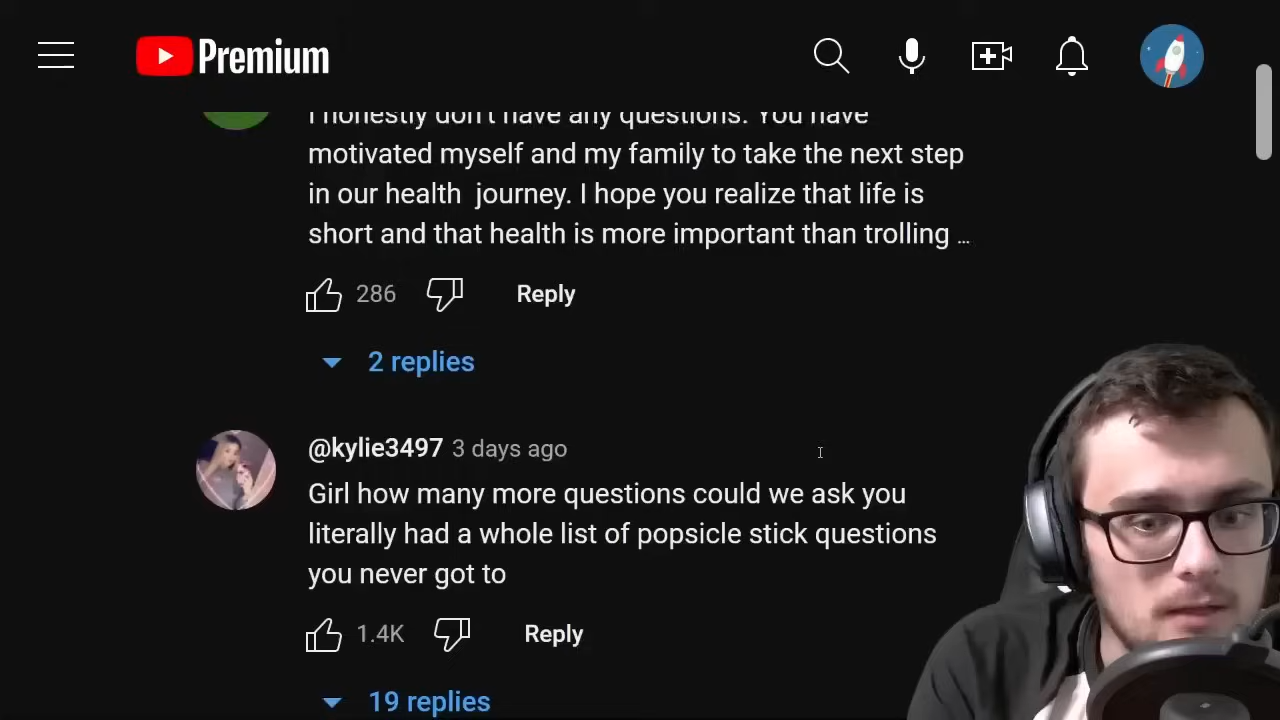 Premium
I honestly don't have any questions. You have
motivated myself and my family to take the next step
in our health journey. I hope you realize that life is
short and that health is more important than trolling ...
286
Reply
2 replies
@kylie3497 3 days ago
Girl how many more questions could we ask you
literally had a whole list of popsicle stick questions
you never got to
1.4K
Reply
19 replies